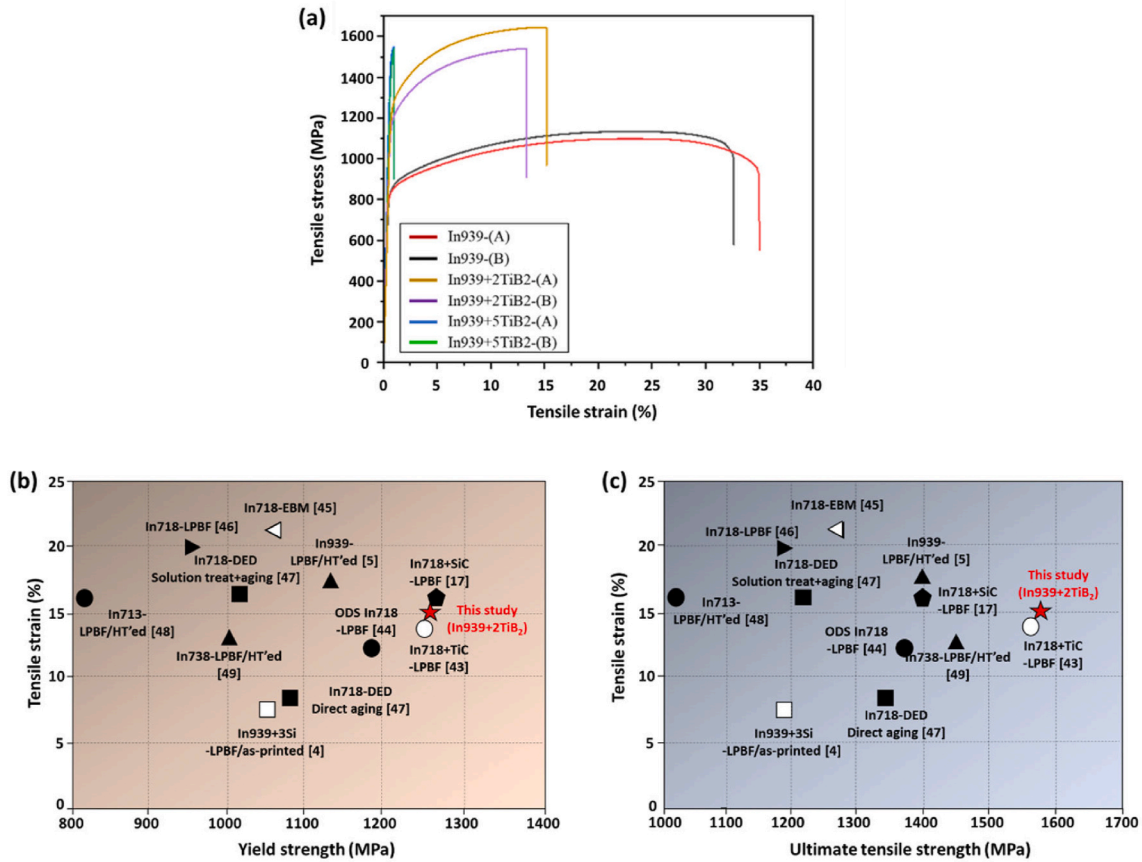 (a)
Tensile stress (MPa)
1600
1400
1200
1000
800
600
400
200
0
In939-(A)
In939-(B)
In939+2TiB2-(A)
In939+2TiB2-(B)
In939+5TiB2-(A)
In939+5TiB2-(B)
0 5 10 15 20 25 30 35 40
Tensile strain (%)
(b)
Tensile strain (%)
25
20
15
10
5
0
In718-EBM [45]
In718-LPBF [46]
In718-DED
Solution treat+aging [47]
In939-
LPBF/HT'ed [5]
In718+SiC
-LPBF [17]
In713-
LPBF/HT'ed [48]
ODS In718
-LPBF [44]
This study
(In939+2TiB₂)
In738-LPBF/HT'ed
[49]
In718+TiC
-LPBF [43]
In718-DED
Direct aging [47]
In939+3Si
-LPBF/as-printed [4]
800 900 1000 1100 1200 1300 1400
Yield strength (MPa)
(c)
Tensile strain (%)
25
20
15
10
5
0
In718-EBM [45]
In718-LPBF [46]
In939-
LPBF/HT'ed [5]
In718-DED
Solution treat+aging [47]
This study
(In939+2TiB₂)
In718+SiC
-LPBF [17]
In713-
LPBF/HT'ed [48]
ODS In718
-LPBF [44]
In738-LPBF/HT'ed
[49]
In718+TiC
-LPBF [43]
In718-DED
Direct aging [47]
In939+3Si
-LPBF/as-printed [4]
1000 1100 1200 1300 1400 1500 1600 1700
Ultimate tensile strength (MPa)